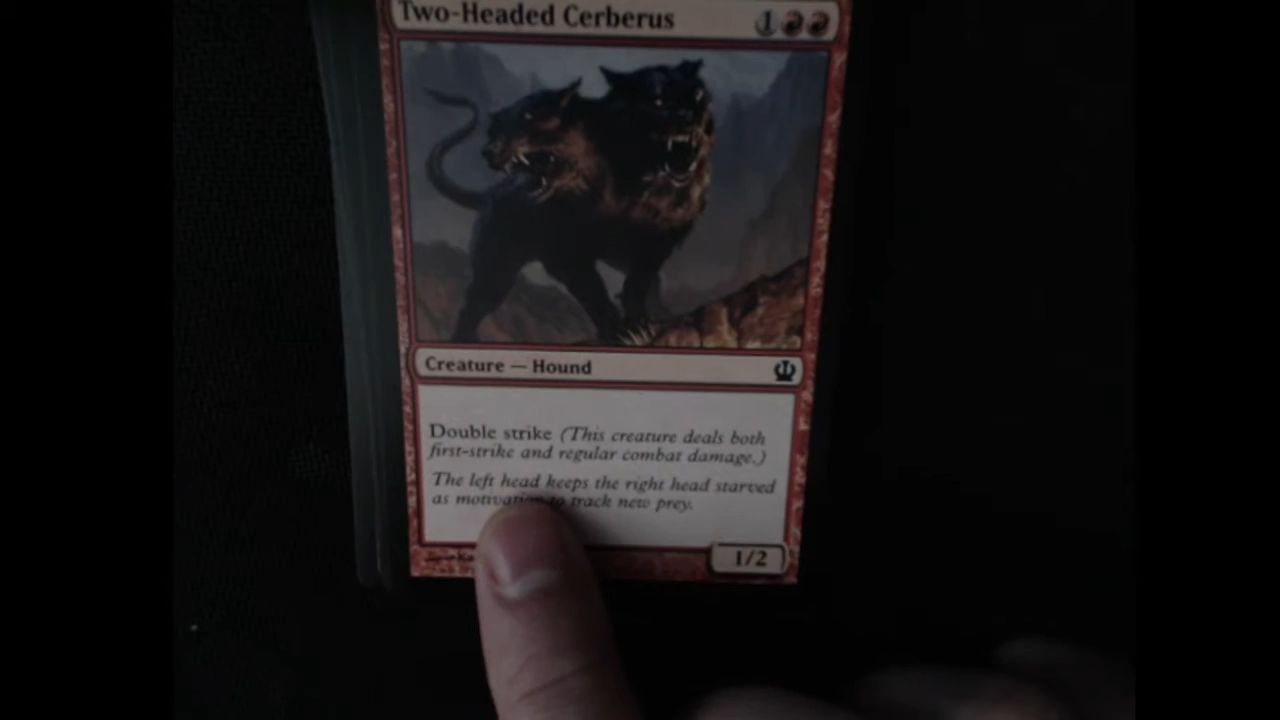 Two-Headed Cerberus 1
Creature — Hound
Double strike (This creature deals both
first-strike and regular combat damage.)
The left head keeps the right head starved
as motivation to track new prey.
1/2